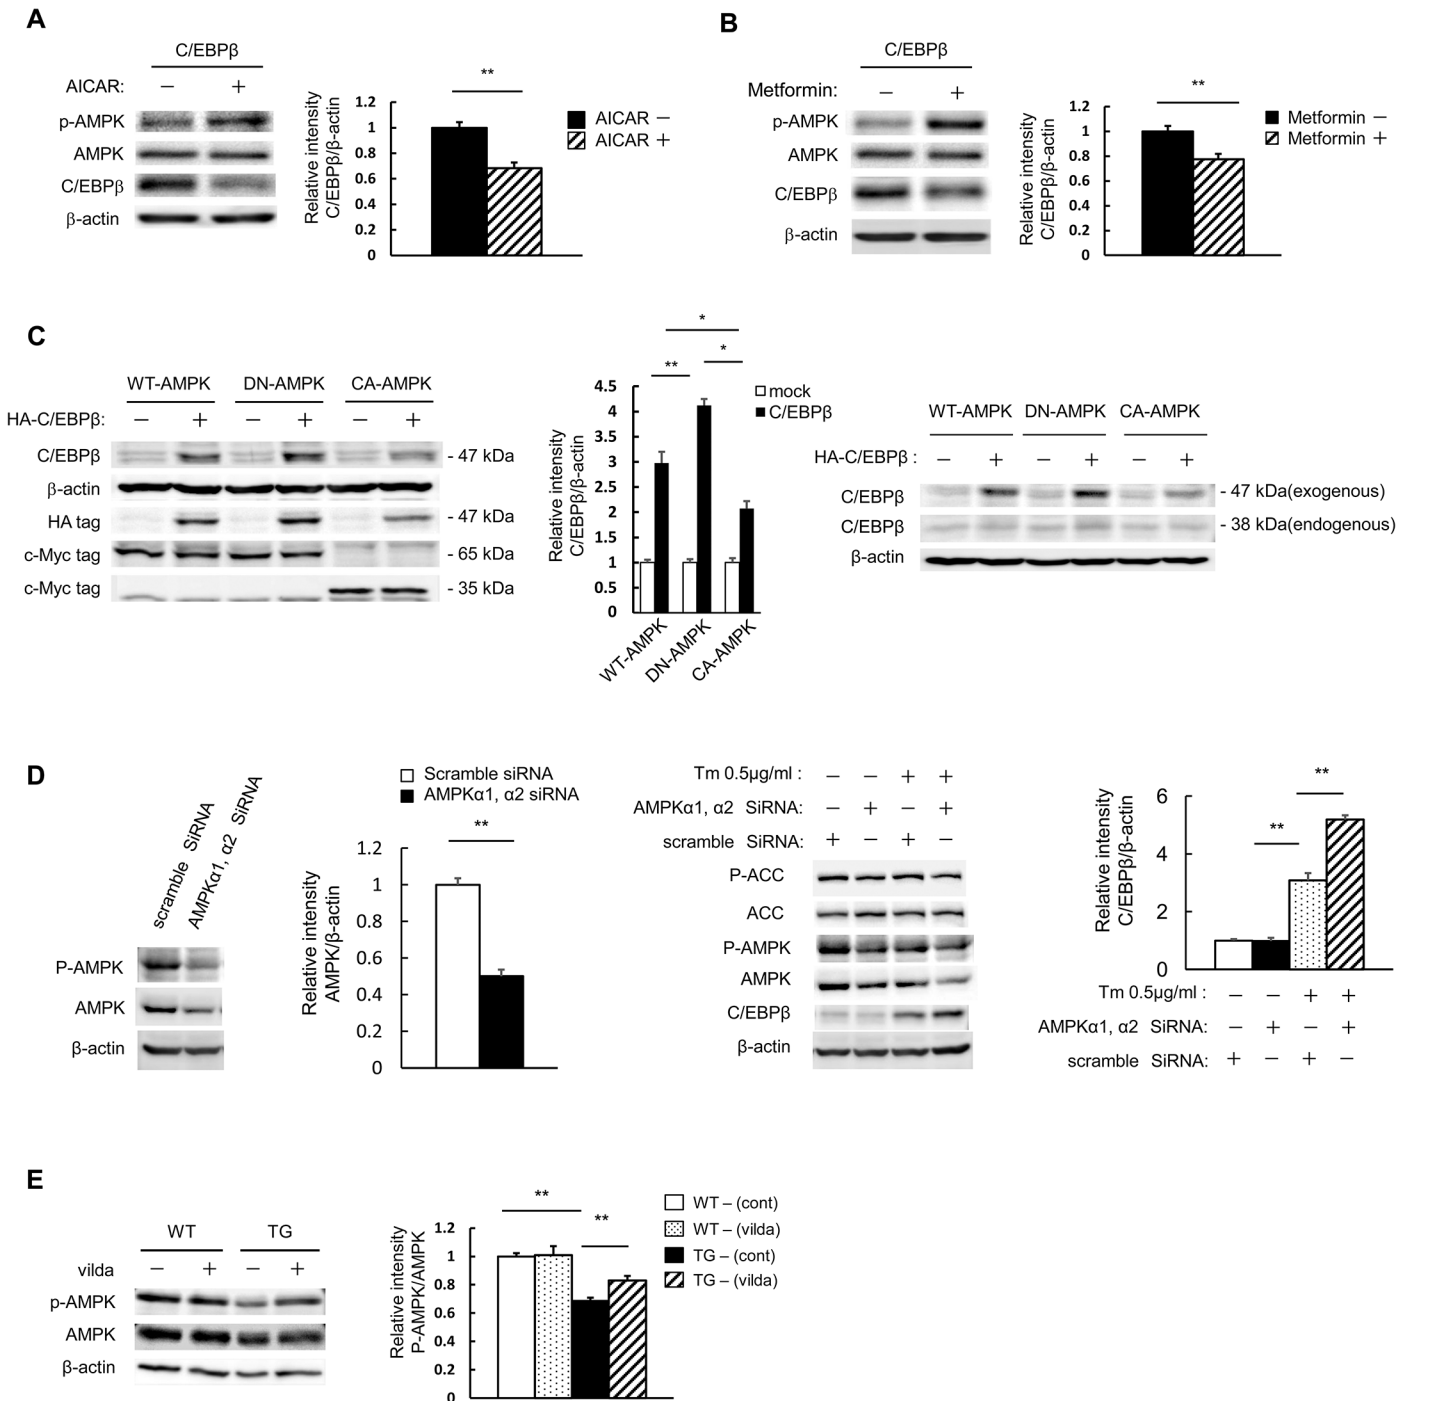 A
C/EBPβ
AICAR: − +
p-AMPK
AMPK
C/EBPβ
β-actin
Relative intensity
C/EBPβ/β-actin
1.2
1
0.8
0.6
0.4
0.2
0
**
AICAR −
AICAR +
B
C/EBPβ
Metformin: − +
p-AMPK
AMPK
C/EBPβ
β-actin
Relative intensity
C/EBPβ/β-actin
1.2
1
0.8
0.6
0.4
0.2
0
**
Metformin −
Metformin +
C
WT-AMPK DN-AMPK CA-AMPK
HA-C/EBPβ: − + − + − +
C/EBPβ - 47 kDa
β-actin
HA tag - 47 kDa
c-Myc tag - 65 kDa
c-Myc tag - 35 kDa
Relative intensity
C/EBPβ/β-actin
4.5
4
3.5
3
2.5
2
1.5
1
0.5
0
*
*
**
mock
C/EBPβ
WT-AMPK
DN-AMPK
CA-AMPK
WT-AMPK DN-AMPK CA-AMPK
HA-C/EBPβ : − + − + − +
C/EBPβ - 47 kDa(exogenous)
C/EBPβ - 38 kDa(endogenous)
β-actin
D
scramble SiRNA
AMPKα1, α2 SiRNA
P-AMPK
AMPK
β-actin
Scramble siRNA
AMPKα1, α2 siRNA
**
Relative intensity
AMPK/β-actin
1.2
1
0.8
0.6
0.4
0.2
0
Tm 0.5μg/ml : − − + +
AMPKα1, α2 SiRNA: − + − +
scramble SiRNA: + − + −
P-ACC
ACC
P-AMPK
AMPK
C/EBPβ
β-actin
Relative intensity
C/EBPβ/β-actin
6
4
2
0
**
**
Tm 0.5μg/ml : − − + +
AMPKα1, α2 SiRNA: − + − +
scramble SiRNA: + − + −
E
WT TG
vilda − + − +
p-AMPK
AMPK
β-actin
Relative intensity
P-AMPK/AMPK
1.2
1
0.8
0.6
0.4
0.2
0
**
**
WT – (cont)
WT – (vilda)
TG – (cont)
TG – (vilda)